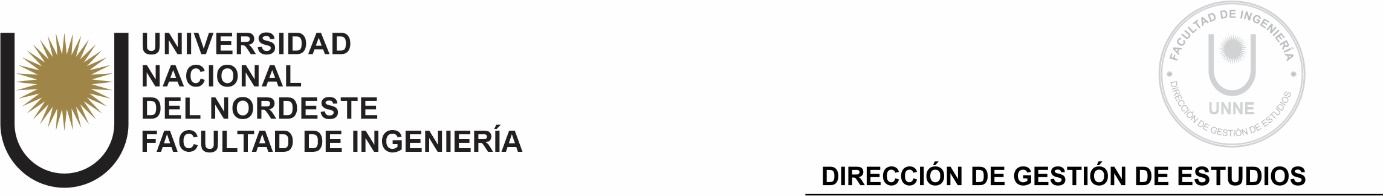 UNIVERSIDAD
NACIONAL
DEL NORDESTE
FACULTAD DE INGENIERÍA
FACULTAD DE INGENIERÍA
UNNE
DIRECCIÓN DE GESTIÓN DE ESTUDIOS
DIRECCIÓN DE GESTIÓN DE ESTUDIOS